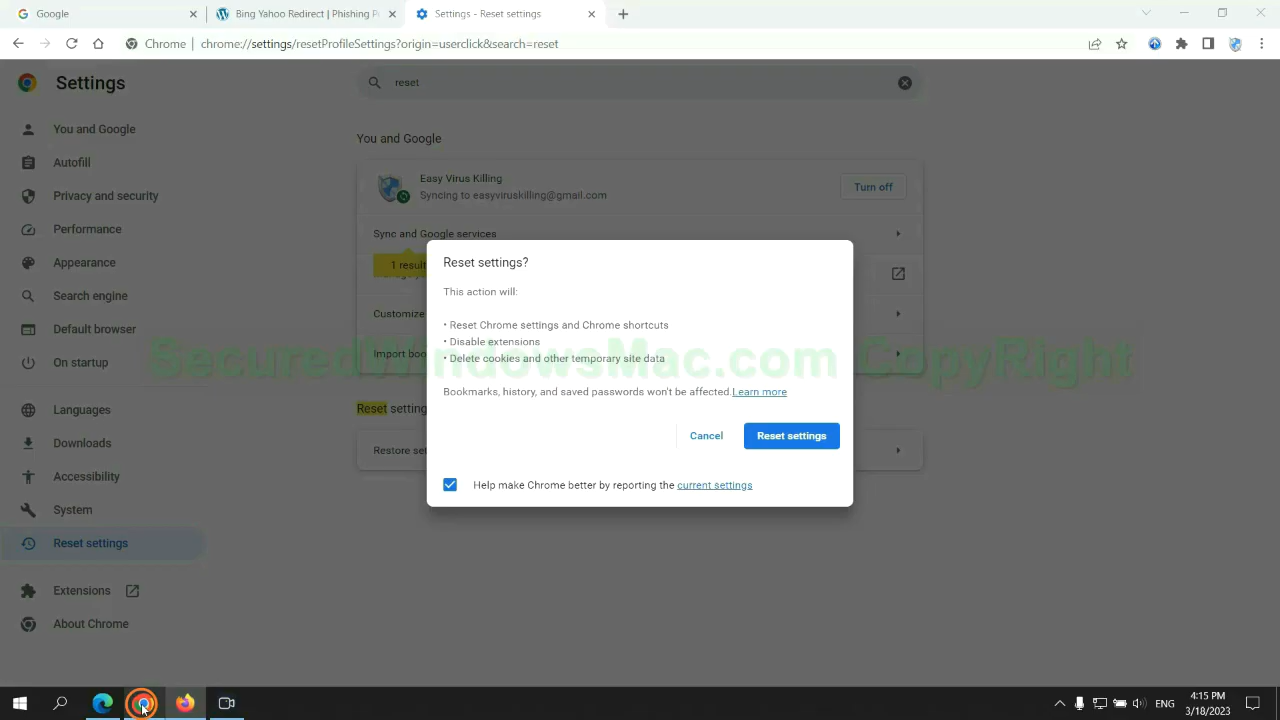 Google
Bing Yahoo Redirect | Phishing P
Settings - Reset settings
Chrome | chrome://settings/resetProfileSettings?origin=userclick&search=reset
Settings
reset
You and Google
Autofill
Privacy and security
Performance
Appearance
Search engine
Default browser
On startup
Languages
Downloads
Accessibility
System
Reset settings
Extensions
About Chrome
You and Google
Easy Virus Killing
Syncing to easyviruskilling@gmail.com
Turn off
Sync and Google services
1 result
Customize
Import boo
Reset setting
Restore set
Reset settings?
This action will:
• Reset Chrome settings and Chrome shortcuts
• Disable extensions
• Delete cookies and other temporary site data
Bookmarks, history, and saved passwords won't be affected.Learn more
Cancel
Reset settings
Help make Chrome better by reporting the current settings
SecuredWindowsMac.com CopyRight
ENG
4:15 PM
3/18/2023